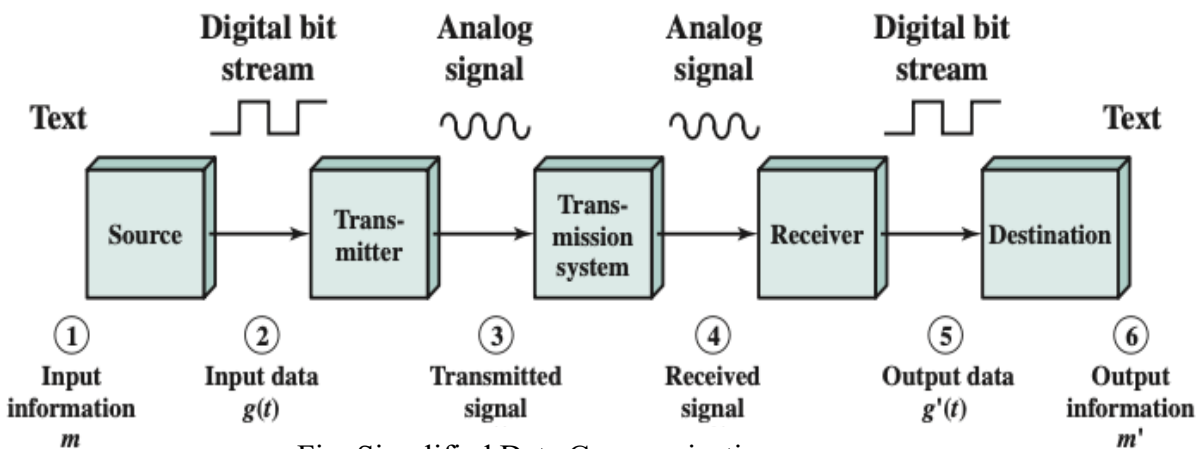 Digital bit
stream
Analog
signal
Analog
signal
Digital bit
stream
Text
Text
Source
Trans-
mitter
Trans-
mission
system
Receiver
Destination
1
Input
information
m
2
Input data
g(t)
3
Transmitted
signal
4
Received
signal
5
Output data
g'(t)
6
Output
information
m'
Simplified Data